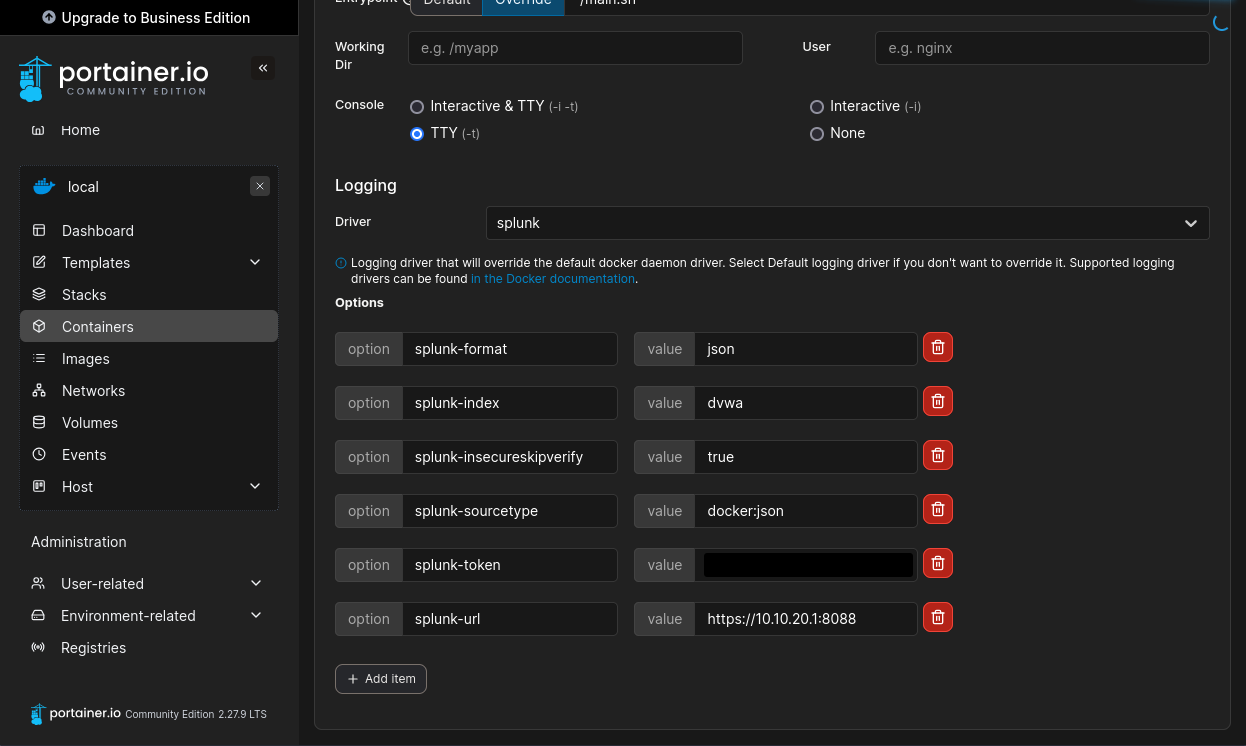 Upgrade to Business Edition
portainer.io
COMMUNITY EDITION
Home
local
Dashboard
Templates
Stacks
Containers
Images
Networks
Volumes
Events
Host
Administration
User-related
Environment-related
Registries
portainer.io Community Edition 2.27.9 LTS
Entrypoint Default Override /main.sh
Working Dir e.g. /myapp User e.g. nginx
Console Interactive & TTY (-i -t) Interactive (-i)
TTY (-t) None
Logging
Driver splunk
Logging driver that will override the default docker daemon driver. Select Default logging driver if you don't want to override it. Supported logging
drivers can be found in the Docker documentation.
Options
option splunk-format value json
option splunk-index value dvwa
option splunk-insecureskipverify value true
option splunk-sourcetype value docker:json
option splunk-token value
option splunk-url value https://10.10.20.1:8088
+ Add item